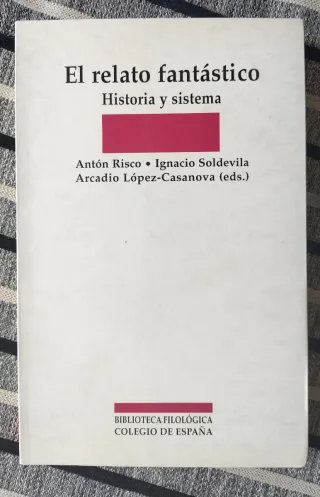 El relato fantástico
Historia y sistema
Antón Risco • Ignacio Soldevila
Arcadio López-Casanova (eds.)
BIBLIOTECA FILOLÓGICA
COLEGIO DE ESPAÑA